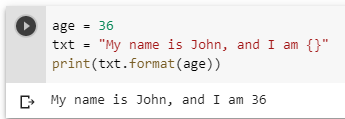 age = 36
txt = "My name is John, and I am {}"
print(txt.format(age))
My name is John, and I am 36